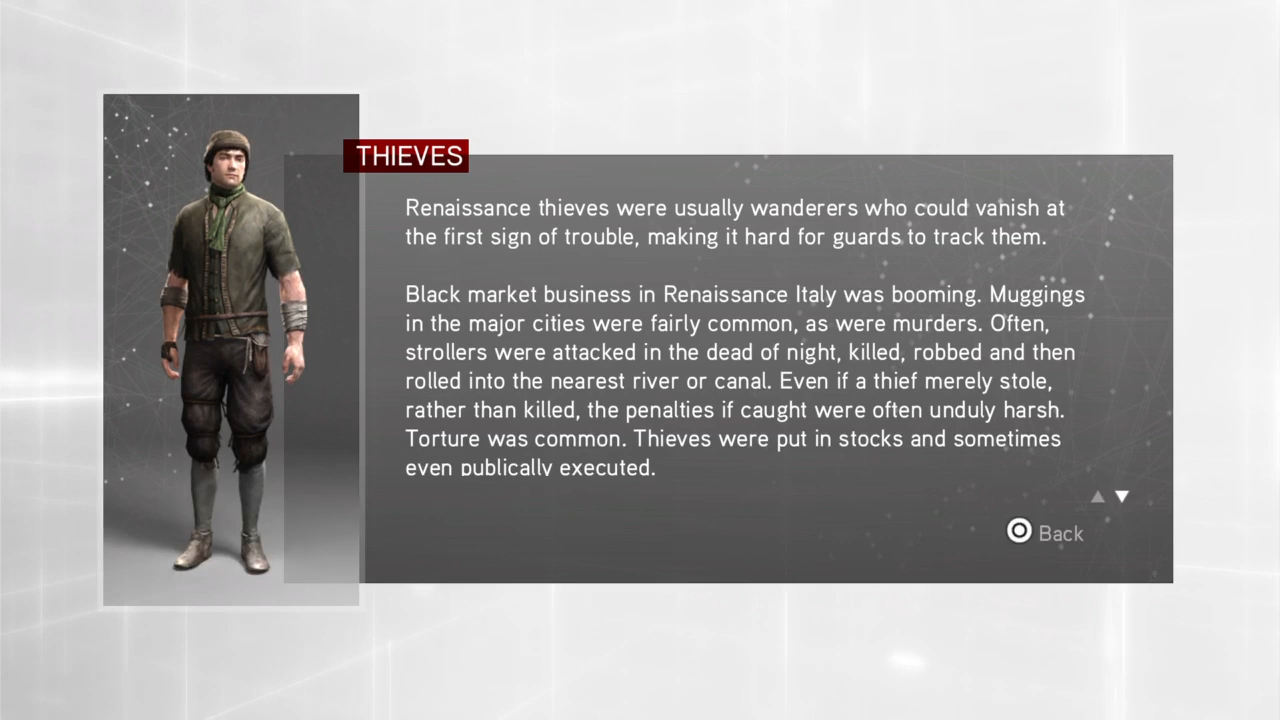 THIEVES
Renaissance thieves were usually wanderers who could vanish at
the first sign of trouble, making it hard for guards to track them.
Black market business in Renaissance Italy was booming. Muggings
in the major cities were fairly common, as were murders. Often,
strollers were attacked in the dead of night, killed, robbed and then
rolled into the nearest river or canal. Even if a thief merely stole,
rather than killed, the penalties if caught were often unduly harsh.
Torture was common. Thieves were put in stocks and sometimes
even publically executed.
Back